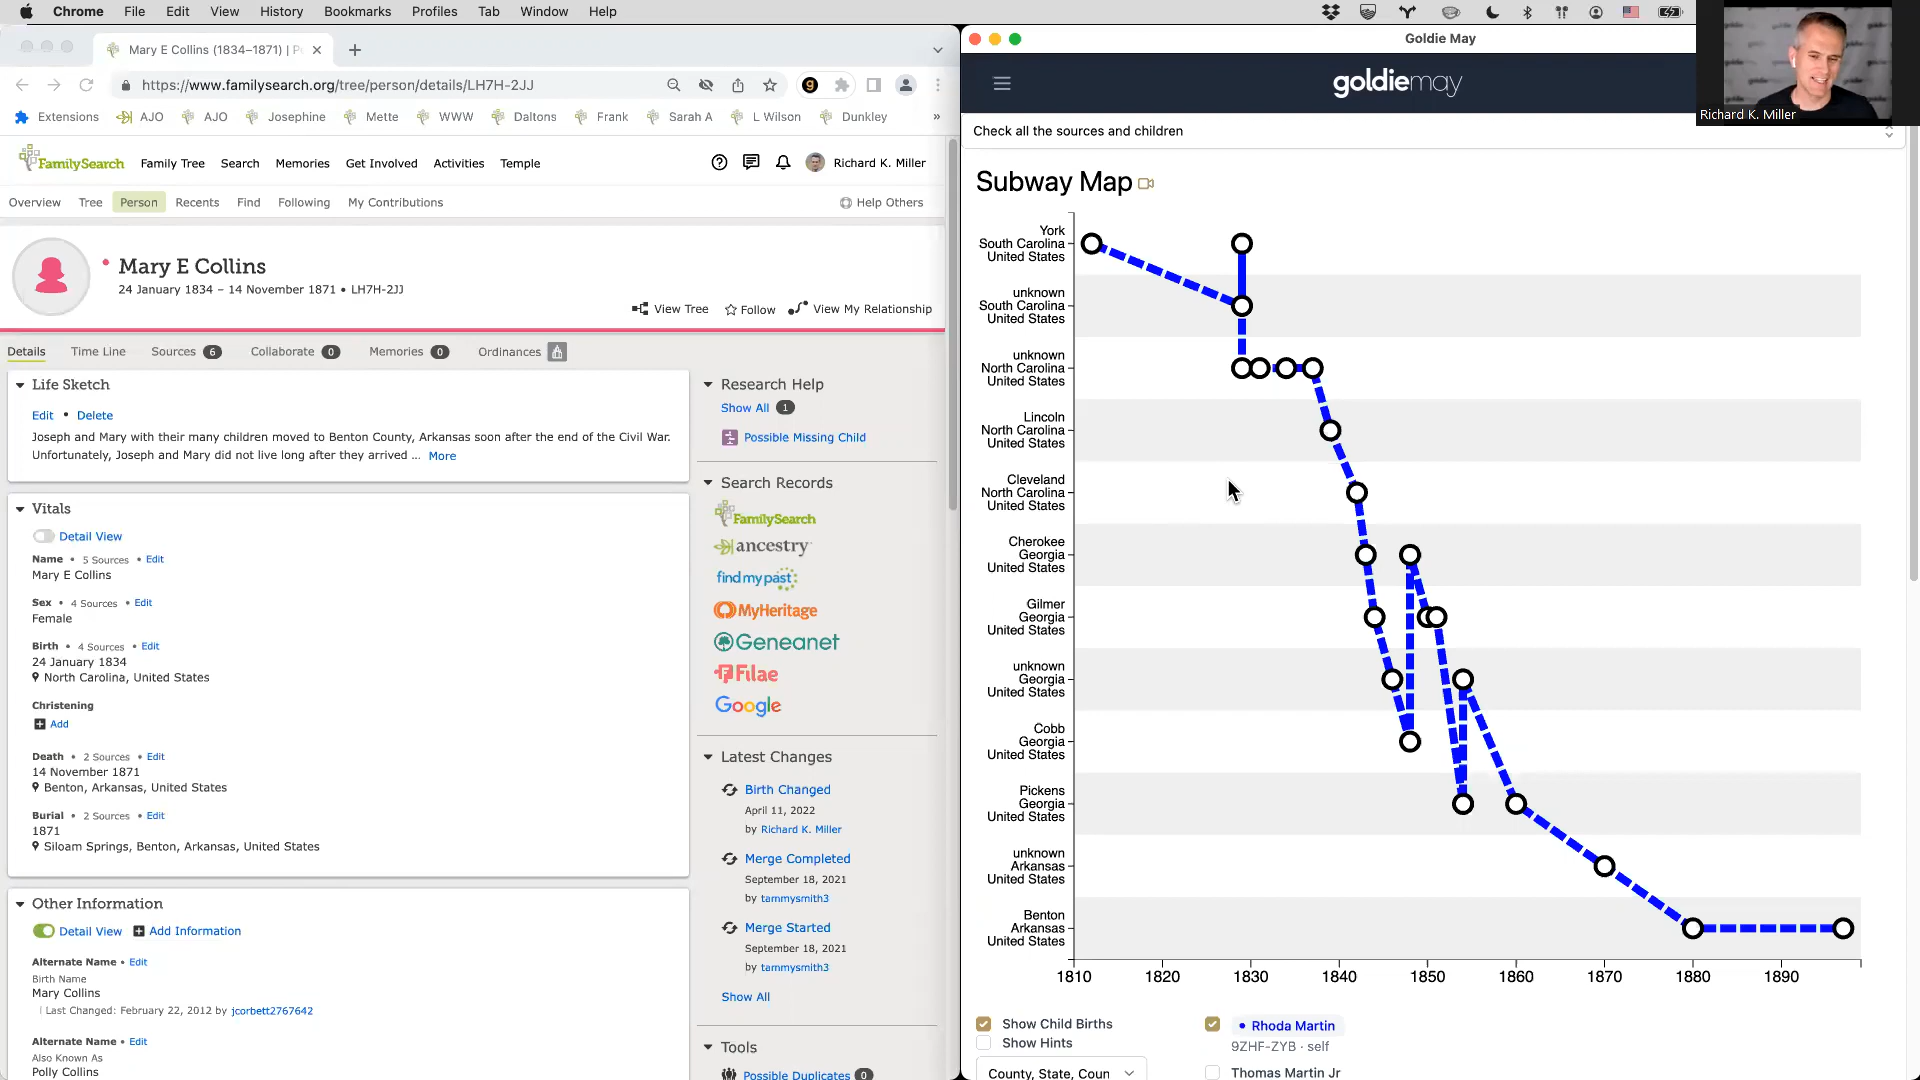 Chrome File Edit View History Bookmarks Profiles Tab Window Help
Mary E Collins (1834–1871) | P
https://www.familysearch.org/tree/person/details/LH7H-2JJ
Extensions AJO AJO Josephine Mette WWW Daltons Frank Sarah A L Wilson Dunkley »
FamilySearch Family Tree Search Memories Get Involved Activities Temple Richard K. Miller
Overview Tree Person Recents Find Following My Contributions Help Others
Mary E Collins
24 January 1834 – 14 November 1871 • LH7H-2JJ
View Tree Follow View My Relationship
Details Time Line Sources 6 Collaborate 0 Memories 0 Ordinances
Life Sketch
Edit • Delete
Joseph and Mary with their many children moved to Benton County, Arkansas soon after the end of the Civil War.
Unfortunately, Joseph and Mary did not live long after they arrived ... More
Vitals
Detail View
Name • 5 Sources • Edit
Mary E Collins
Sex • 4 Sources • Edit
Female
Birth • 4 Sources • Edit
24 January 1834
North Carolina, United States
Christening
Add
Death • 2 Sources • Edit
14 November 1871
Benton, Arkansas, United States
Burial • 2 Sources • Edit
1871
Siloam Springs, Benton, Arkansas, United States
Other Information
Detail View Add Information
Alternate Name • Edit
Birth Name
Mary Collins
Last Changed: February 22, 2012 by jcorbett2767642
Alternate Name • Edit
Also Known As
Polly Collins
Research Help
Show All 1
Possible Missing Child
Search Records
FamilySearch
ancestry
findmypast
MyHeritage
Geneanet
Filae
Google
Latest Changes
Birth Changed
April 11, 2022
by Richard K. Miller
Merge Completed
September 18, 2021
by tammysmith3
Merge Started
September 18, 2021
by tammysmith3
Show All
Tools
Possible Duplicates 0
Goldie May
goldiemay
Richard K. Miller
Check all the sources and children
Subway Map
York
South Carolina
United States
unknown
South Carolina
United States
unknown
North Carolina
United States
Lincoln
North Carolina
United States
Cleveland
North Carolina
United States
Cherokee
Georgia
United States
Gilmer
Georgia
United States
unknown
Georgia
United States
Cobb
Georgia
United States
Pickens
Georgia
United States
unknown
Arkansas
United States
Benton
Arkansas
United States
1810 1820 1830 1840 1850 1860 1870 1880 1890
Show Child Births
Show Hints
County, State, Coun
• Rhoda Martin
9ZHF-ZYB · self
Thomas Martin Jr